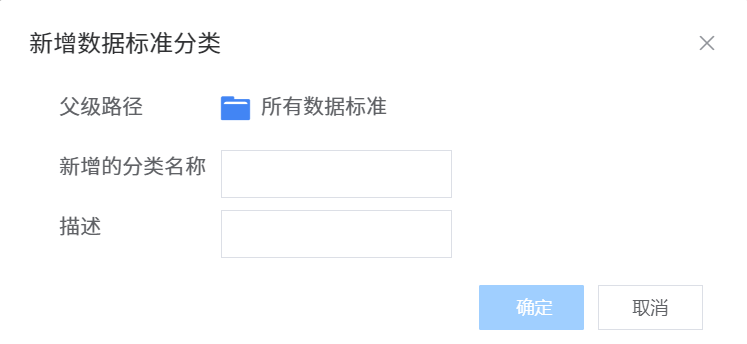 新增数据标准分类
父级路径 所有数据标准
新增的分类名称
描述
确定 取消